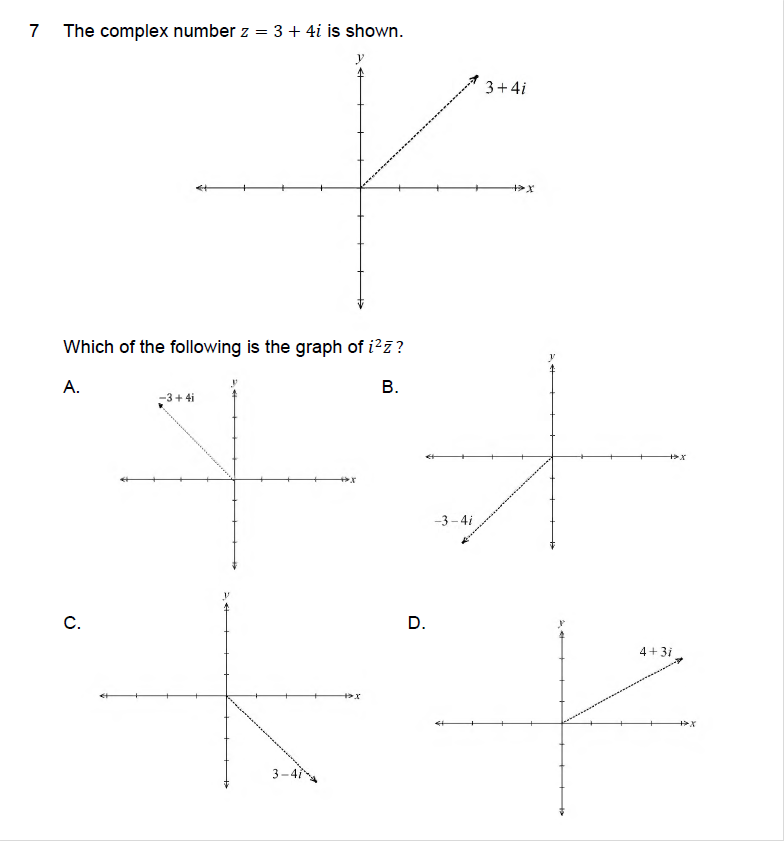 7 The complex number z = 3 + 4i is shown.
y
3+4i
x
Which of the following is the graph of i²z̄ ?
A.
y
−3 + 4i
x
B.
y
x
−3 – 4i
C.
y
x
3 – 4i
D.
y
4 + 3i
x